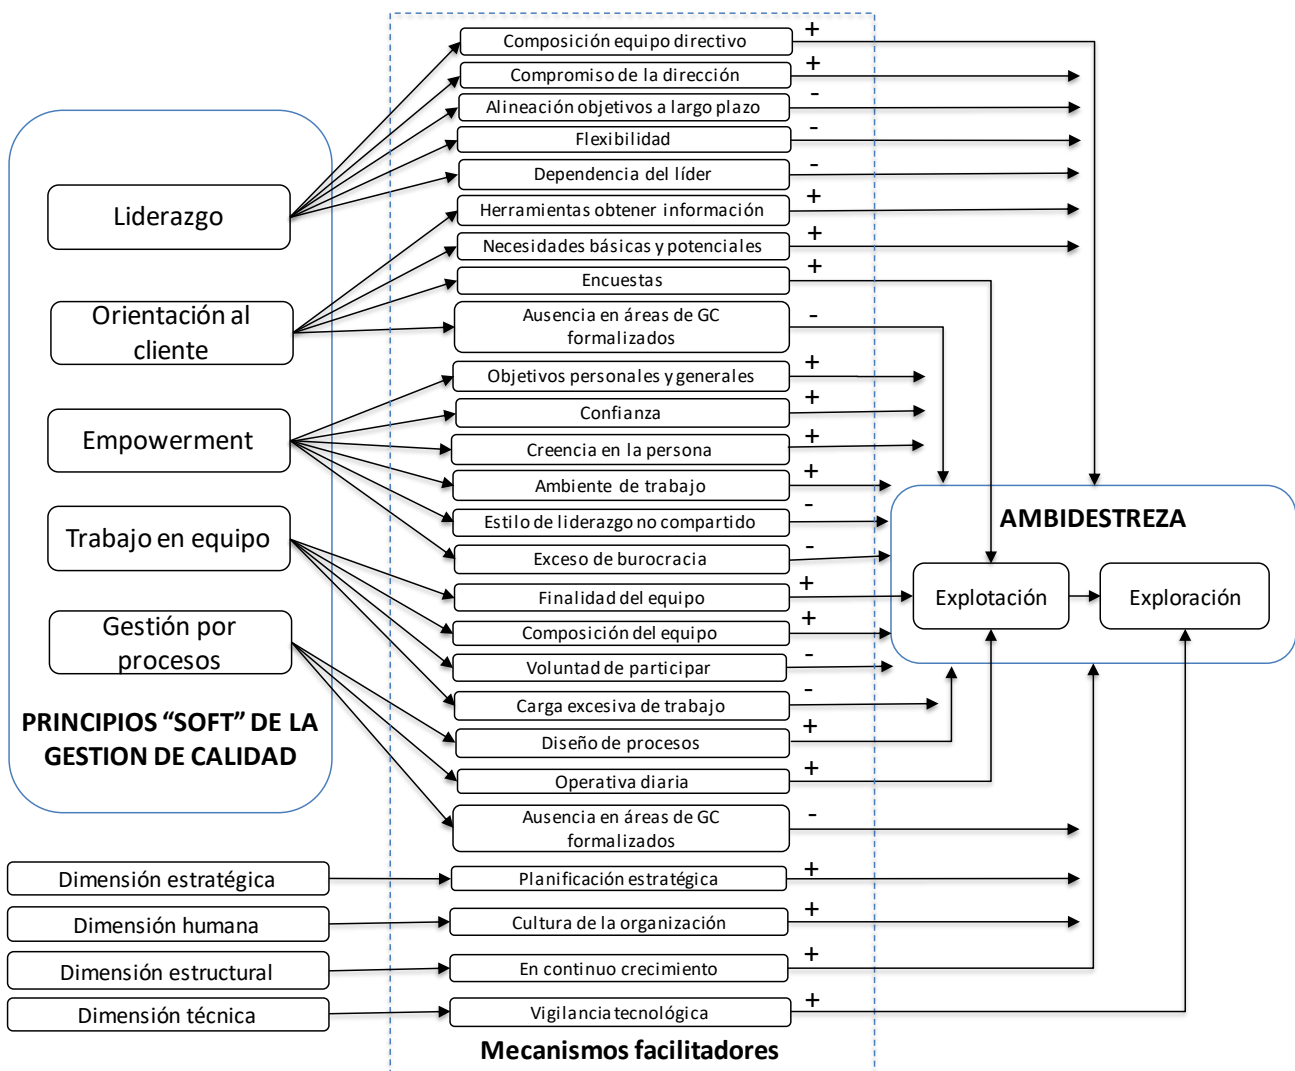 Composición equipo directivo
+
Compromiso de la dirección
+
Alineación objetivos a largo plazo
-
Flexibilidad
-
Dependencia del líder
-
Herramientas obtener información
+
Necesidades básicas y potenciales
+
Encuestas
+
Ausencia en áreas de GC
formalizados
-
Objetivos personales y generales
+
Confianza
+
Creencia en la persona
+
Ambiente de trabajo
+
Estilo de liderazgo no compartido
-
Exceso de burocracia
-
Finalidad del equipo
+
Composición del equipo
+
Voluntad de participar
-
Carga excesiva de trabajo
-
Diseño de procesos
+
Operativa diaria
+
Ausencia en áreas de GC
formalizados
-
Planificación estratégica
+
Cultura de la organización
+
En continuo crecimiento
+
Vigilancia tecnológica
+
Mecanismos facilitadores
Liderazgo
Orientación al
cliente
Empowerment
Trabajo en equipo
Gestión por
procesos
PRINCIPIOS “SOFT” DE LA
GESTION DE CALIDAD
Dimensión estratégica
Dimensión humana
Dimensión estructural
Dimensión técnica
AMBIDESTREZA
Explotación
Exploración